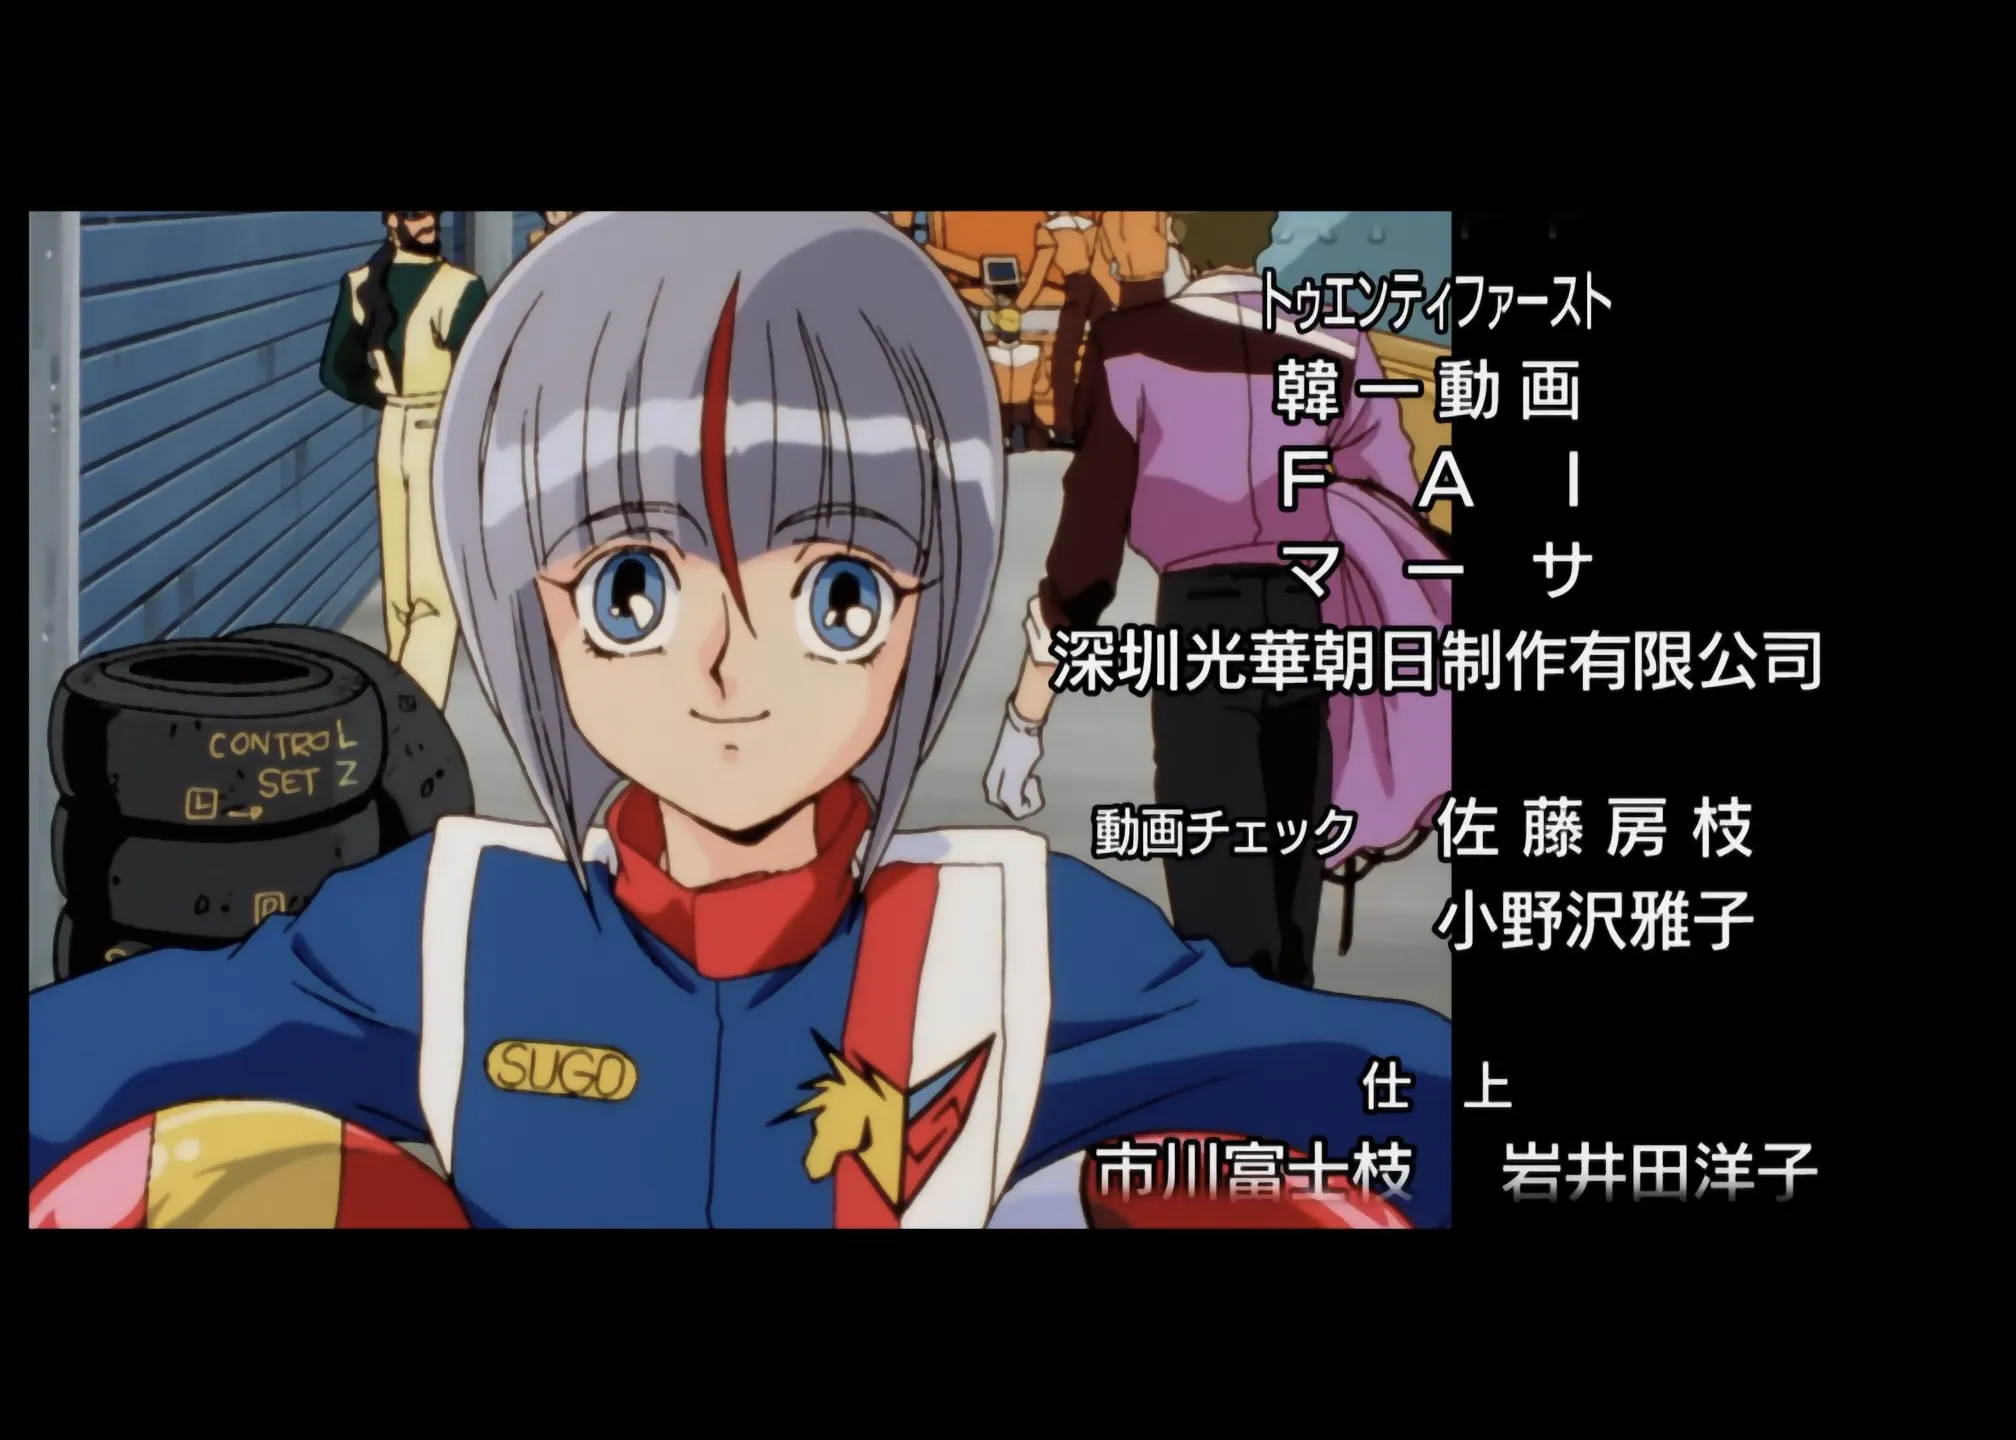 トゥエンティファースト
韓一動画
FAI
マーサ
深圳光華朝日制作有限公司
動画チェック 佐藤房枝
小野沢雅子
仕上
市川富士枝 岩井田洋子
CONTROL
SET 2
L
D
SUGO